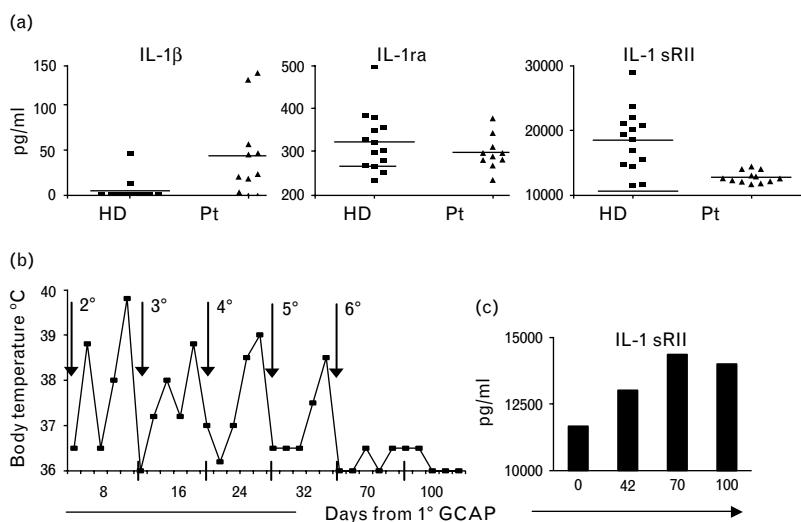 (a)
IL-1β
IL-1ra
IL-1 sRII
pg/ml
150
100
50
0
HD
Pt
500
400
300
200
HD
Pt
30000
20000
10000
HD
Pt
(b)
Body temperature °C
40
39
38
37
36
2°
3°
4°
5°
6°
8
16
24
32
70
100
Days from 1° GCAP
(c)
IL-1 sRII
pg/ml
15000
12500
10000
0
42
70
100